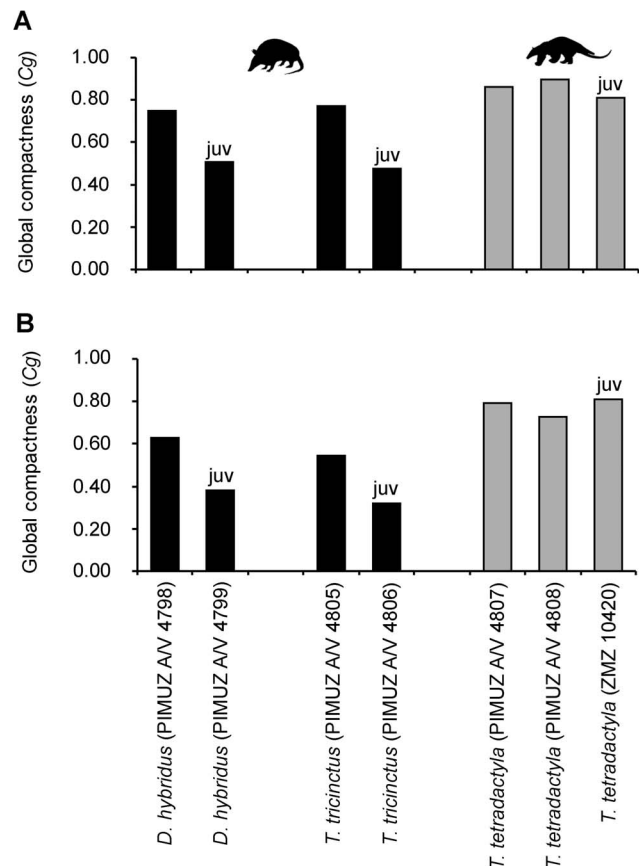 A
Global compactness (Cg)
1.00
0.80
0.60
0.40
0.20
0.00
juv
juv
juv
B
Global compactness (Cg)
1.00
0.80
0.60
0.40
0.20
0.00
juv
juv
juv
D. hybridus (PIMUZ A/V 4798)
D. hybridus (PIMUZ A/V 4799)
T. tricinctus (PIMUZ A/V 4805)
T. tricinctus (PIMUZ A/V 4806)
T. tetradactyla (PIMUZ A/V 4807)
T. tetradactyla (PIMUZ A/V 4808)
T. tetradactyla (ZMZ 10420)